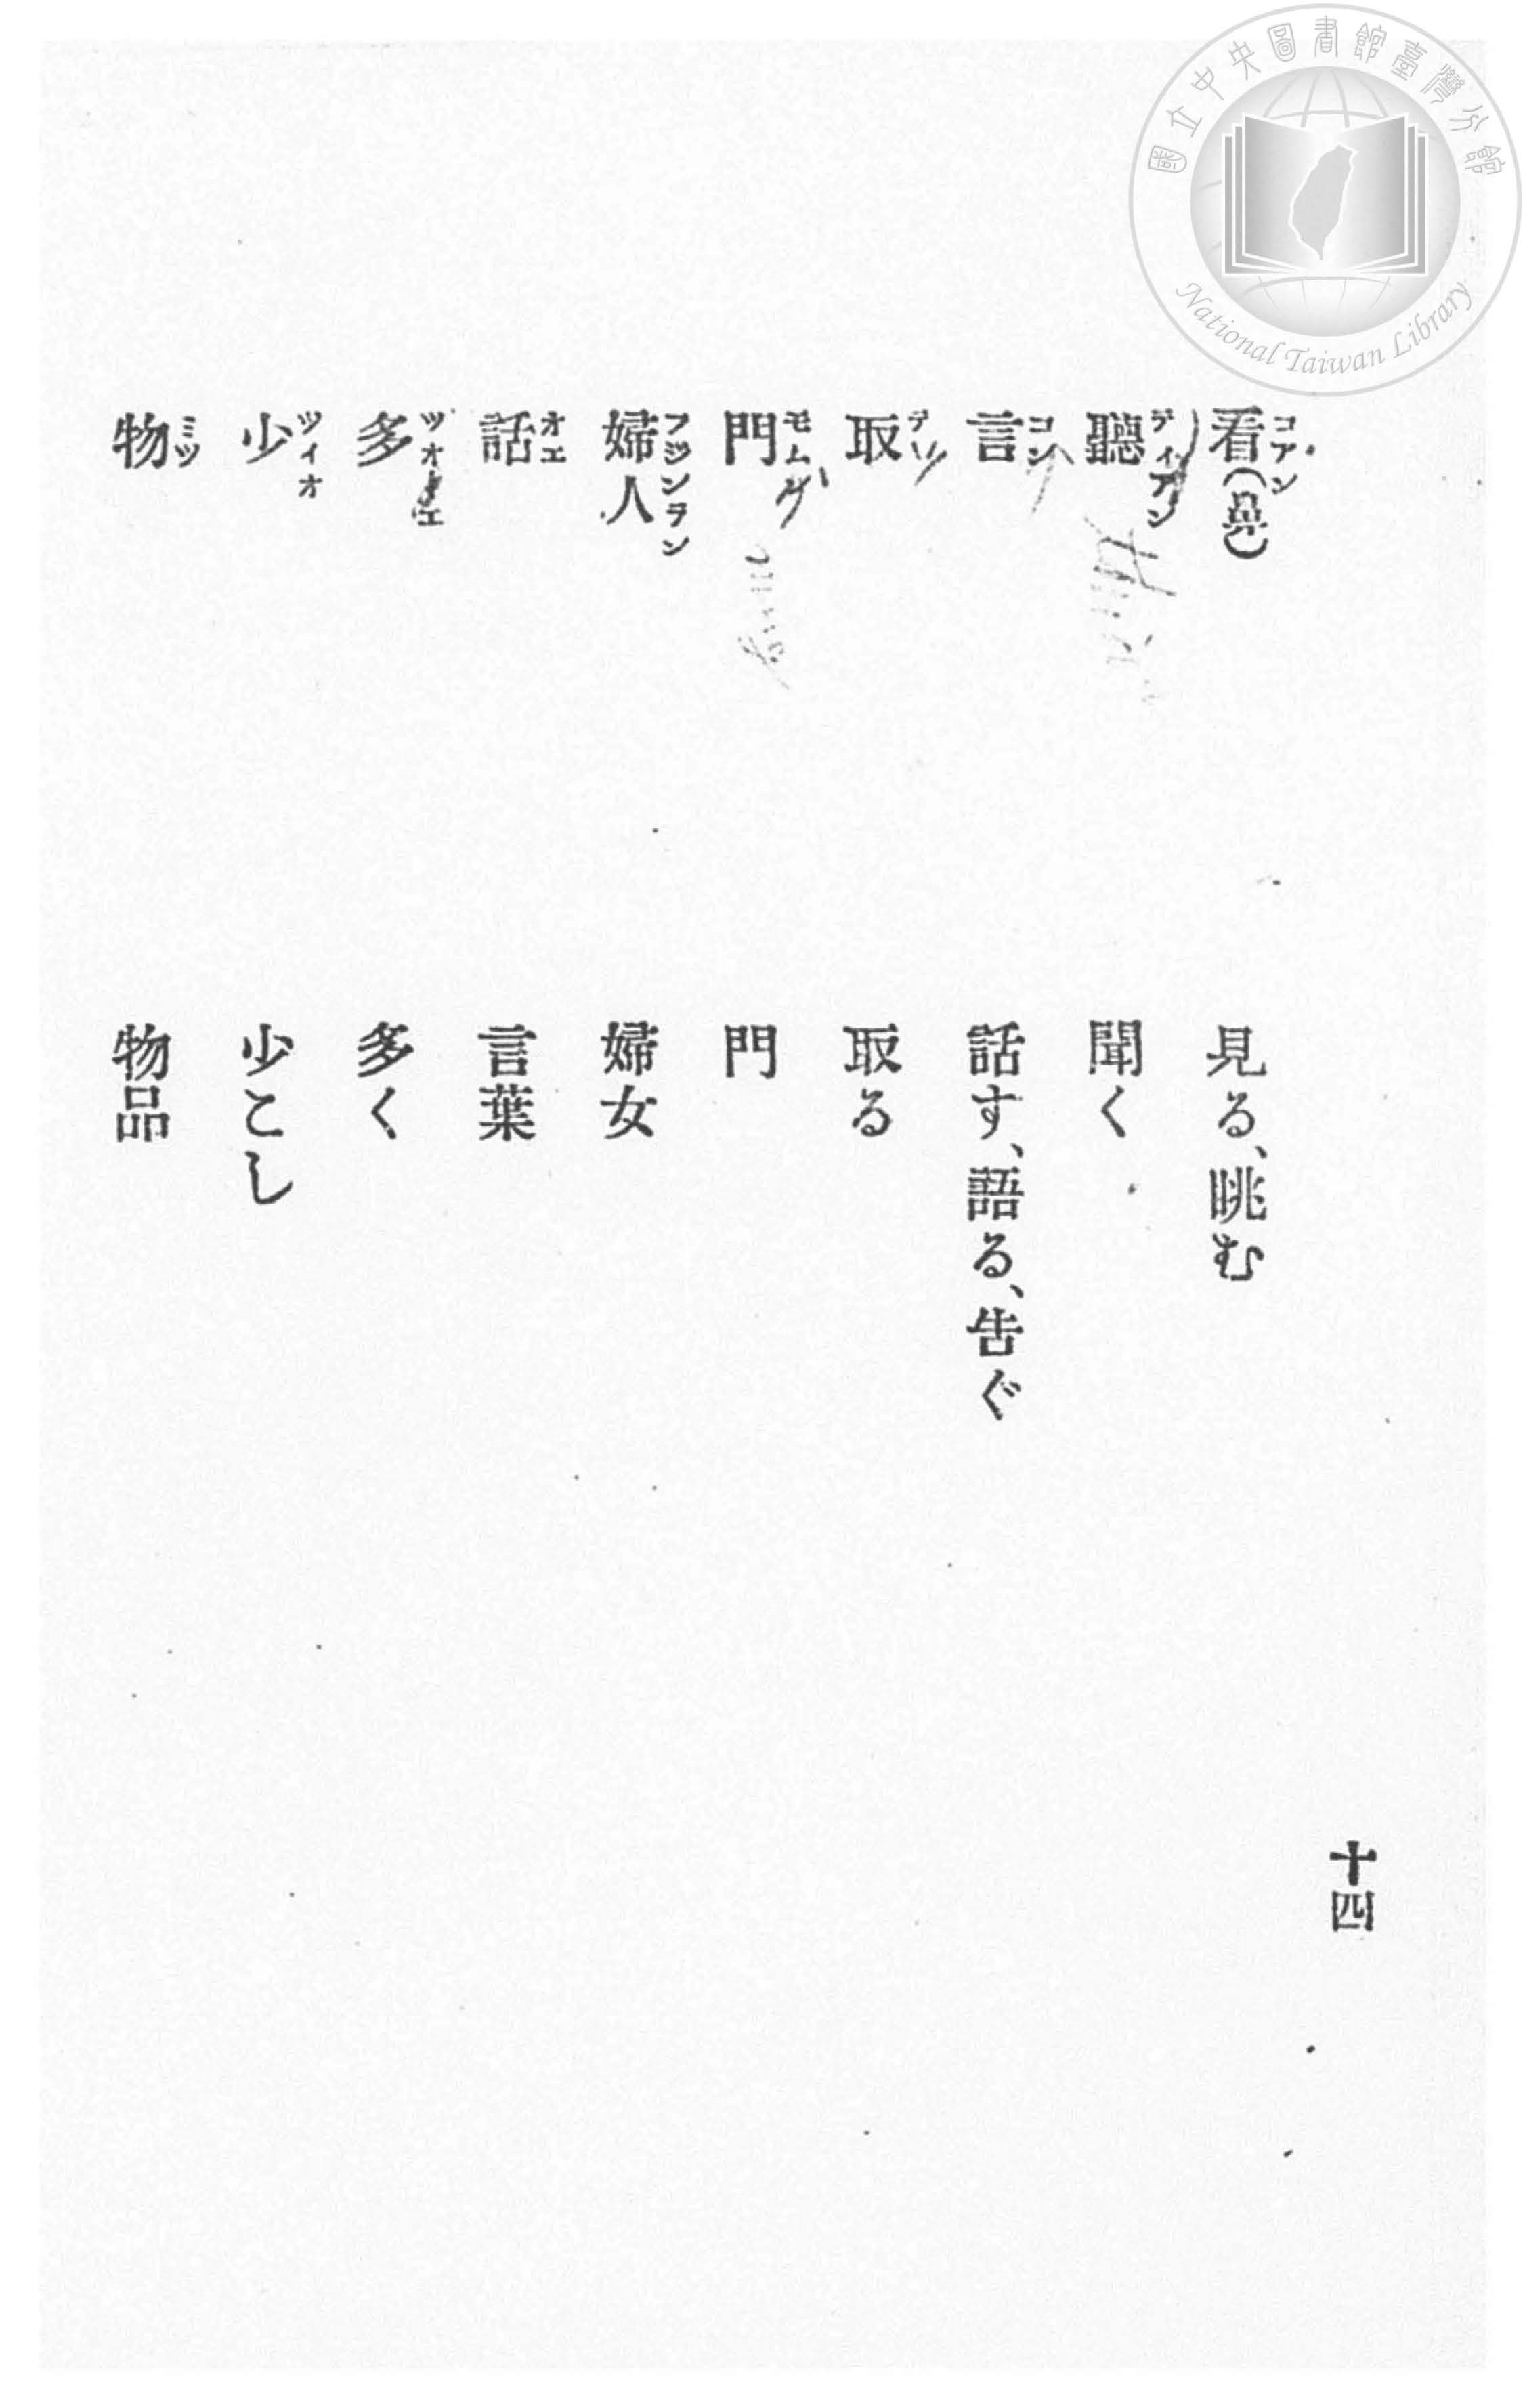 國立中央圖書館臺灣分館
National Taiwan Library
十四
看(鼻) コアン 見る、眺む
聽 ティアン 聞く
言 コン 話す、語る、告ぐ
取 テ 取る
門 モム 門
婦人 フジンラン 婦女
話 オエ 言葉
多 ツオエ 多く
少 ツィオ 少こし
物 ミツ 物品